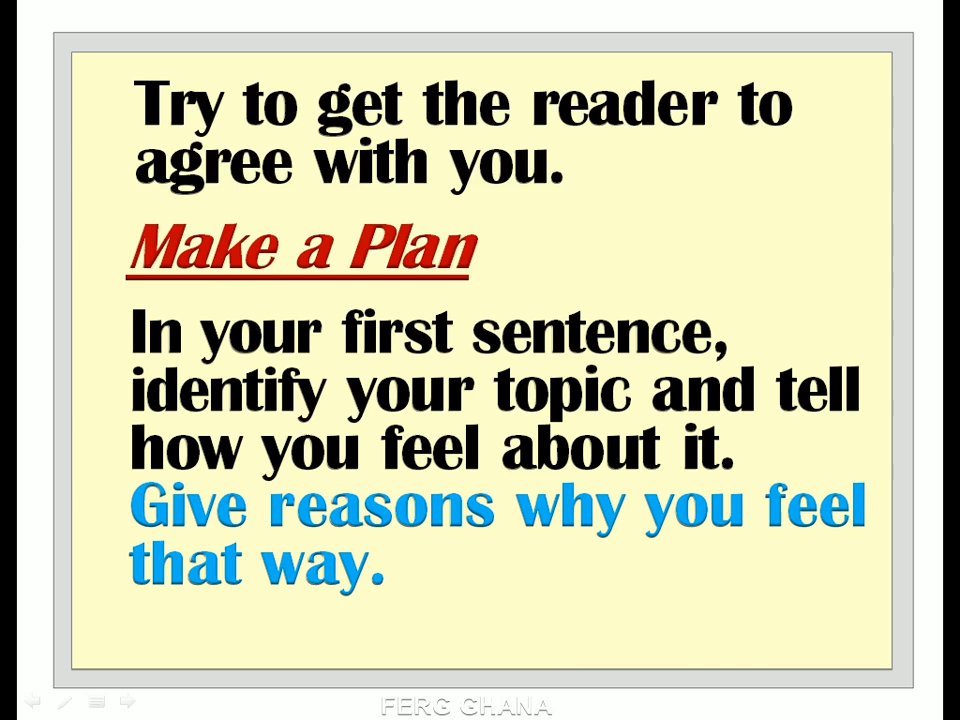 Try to get the reader to
agree with you.
Make a Plan
In your first sentence,
identify your topic and tell
how you feel about it.
Give reasons why you feel
that way.
FERG GHANA